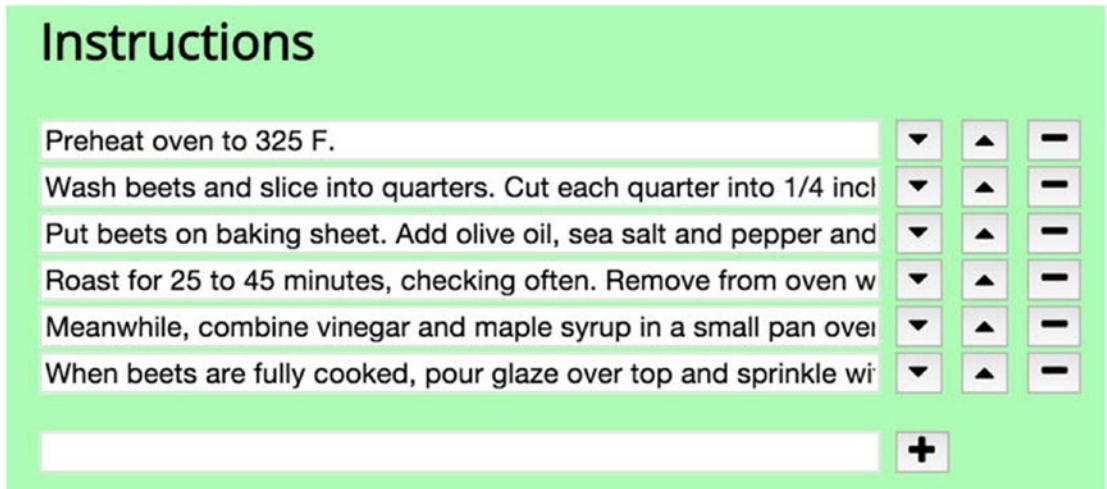 Instructions
Preheat oven to 325 F.
Wash beets and slice into quarters. Cut each quarter into 1/4 inch
Put beets on baking sheet. Add olive oil, sea salt and pepper and
Roast for 25 to 45 minutes, checking often. Remove from oven w
Meanwhile, combine vinegar and maple syrup in a small pan over
When beets are fully cooked, pour glaze over top and sprinkle wi